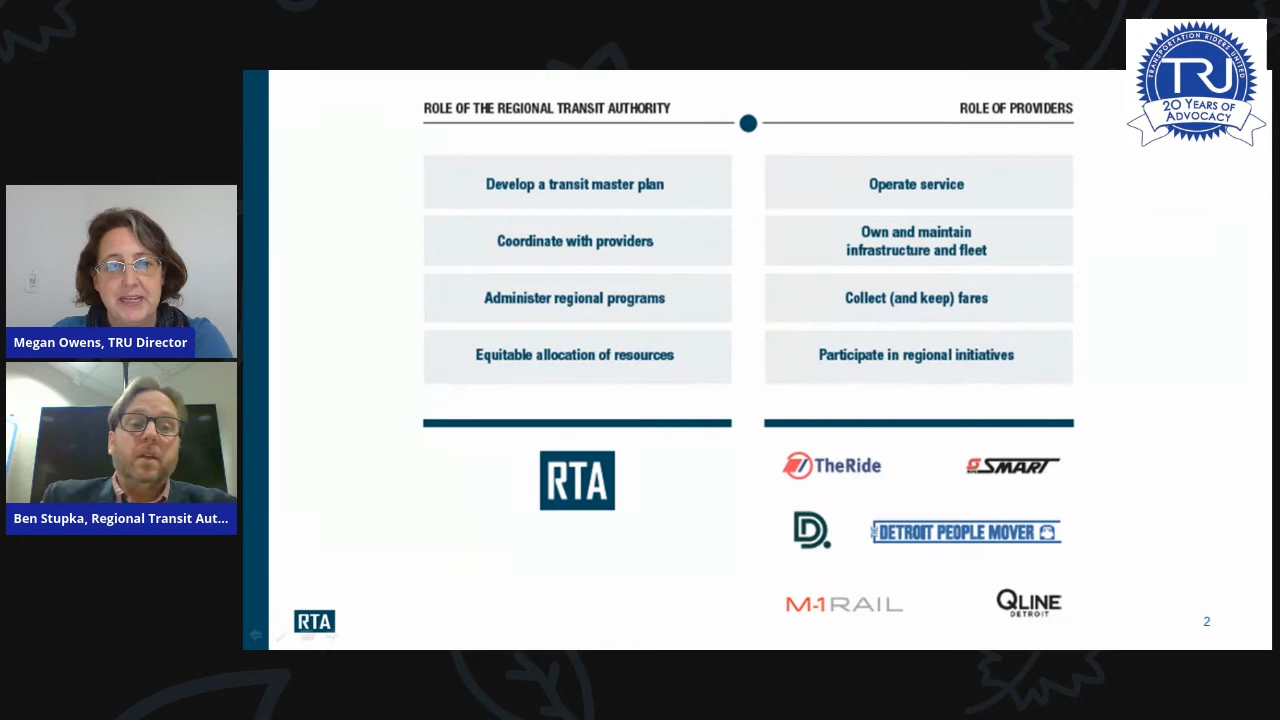 TRANSPORTATION RIDERS UNITED
TRU
20 YEARS OF
ADVOCACY
ROLE OF THE REGIONAL TRANSIT AUTHORITY
ROLE OF PROVIDERS
Develop a transit master plan
Operate service
Coordinate with providers
Own and maintain
infrastructure and fleet
Administer regional programs
Collect (and keep) fares
Equitable allocation of resources
Participate in regional initiatives
Megan Owens, TRU Director
Ben Stupka, Regional Transit Aut...
RTA
TheRide
SMART
D.
THE DETROIT PEOPLE MOVER
M-1 RAIL
QLINE
DETROIT
RTA
2